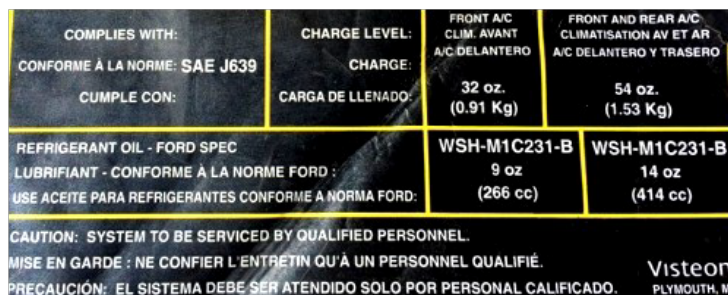 COMPLIES WITH:
CONFORME À LA NORME: SAE J639
CUMPLE CON:
CHARGE LEVEL:
CHARGE:
CARGA DE LLENADO:
FRONT A/C
CLIM. AVANT
A/C DELANTERO
32 oz.
(0.91 Kg)
FRONT AND REAR A/C
CLIMATISATION AV ET AR
A/C DELANTERO Y TRASERO
54 oz.
(1.53 Kg)
REFRIGERANT OIL - FORD SPEC
LUBRIFIANT - CONFORME À LA NORME FORD :
USE ACEITE PARA REFRIGERANTES CONFORME A NORMA FORD:
WSH-M1C231-B
9 oz
(266 cc)
WSH-M1C231-B
14 oz
(414 cc)
CAUTION: SYSTEM TO BE SERVICED BY QUALIFIED PERSONNEL.
MISE EN GARDE : NE CONFIER L'ENTRETIN QU'À UN PERSONNEL QUALIFIÉ.
PRECAUCIÓN: EL SISTEMA DEBE SER ATENDIDO SOLO POR PERSONAL CALIFICADO.
Visteon
PLYMOUTH,